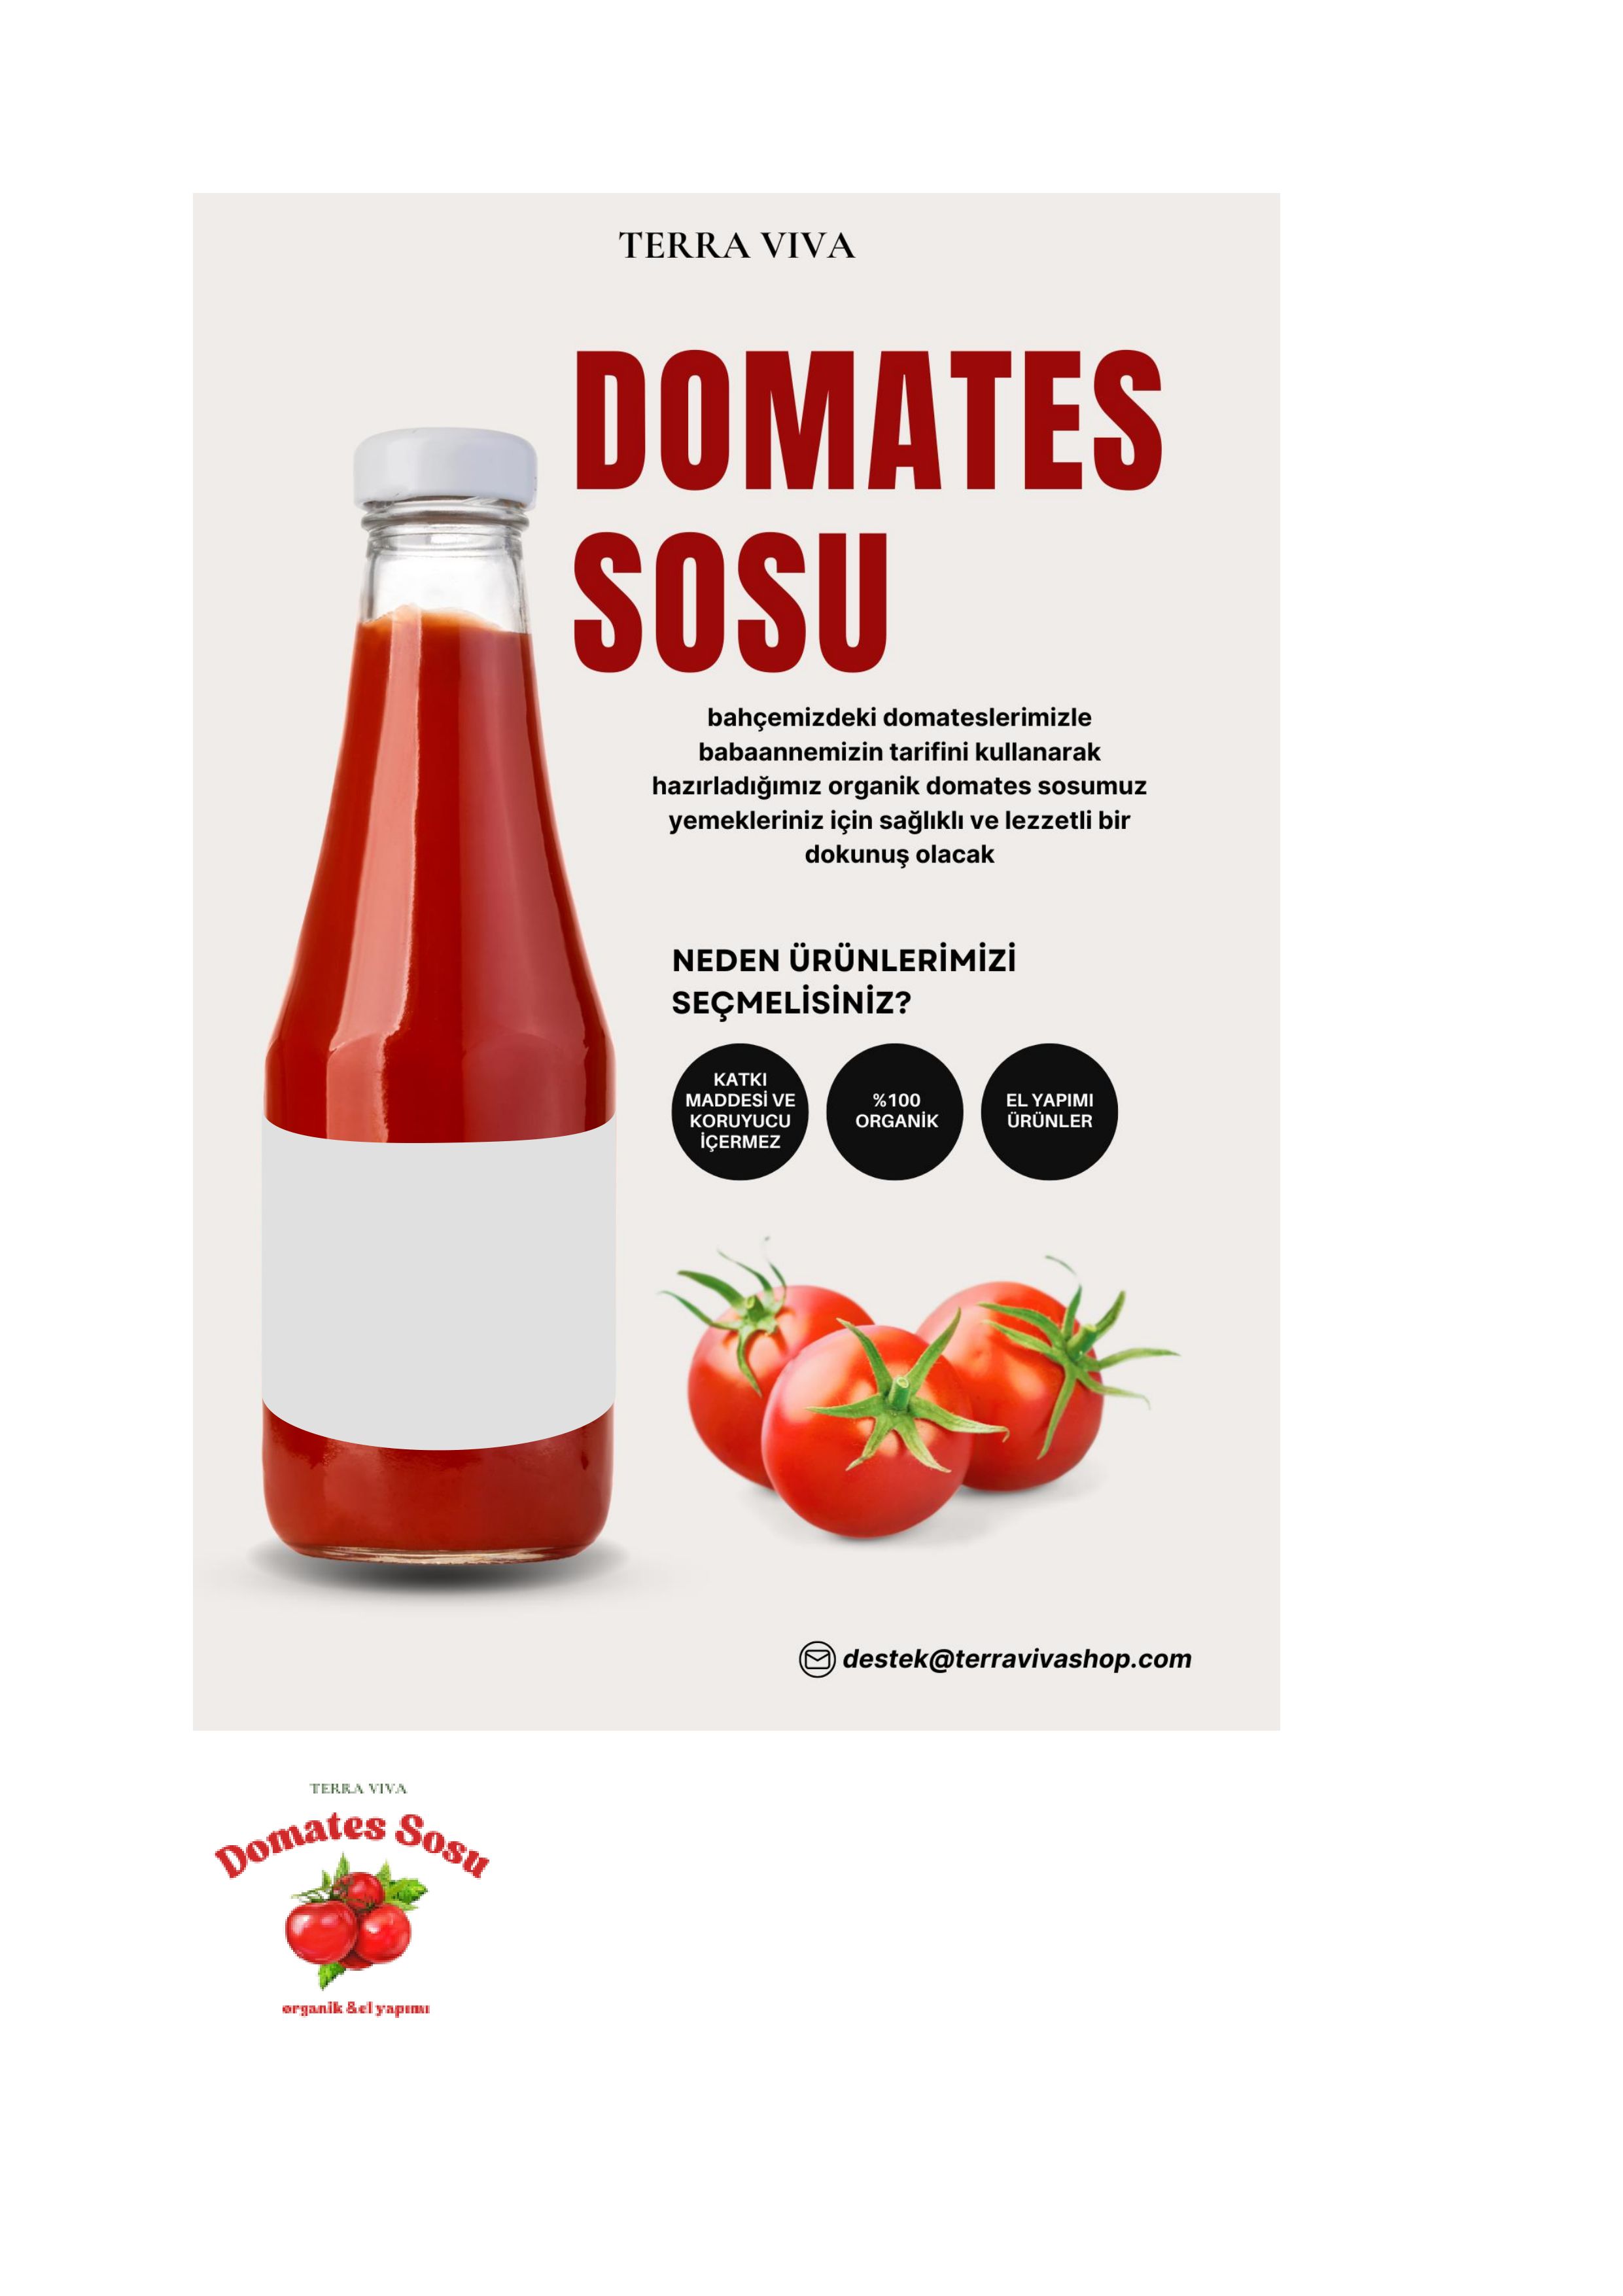 TERRA VIVA
DOMATES
SOSU
bahçemizdeki domateslerimizle
babaannemizin tarifini kullanarak
hazırladığımız organik domates sosumuz
yemekleriniz için sağlıklı ve lezzetli bir
dokunuş olacak
NEDEN ÜRÜNLERİMİZİ
SEÇMELİSİNİZ?
KATKI
MADDESİ VE
KORUYUCU
İÇERMEZ
%100
ORGANİK
EL YAPIMI
ÜRÜNLER
destek@terravivashop.com
TERRA VIVA
Domates Sosu
organik &el yapımı